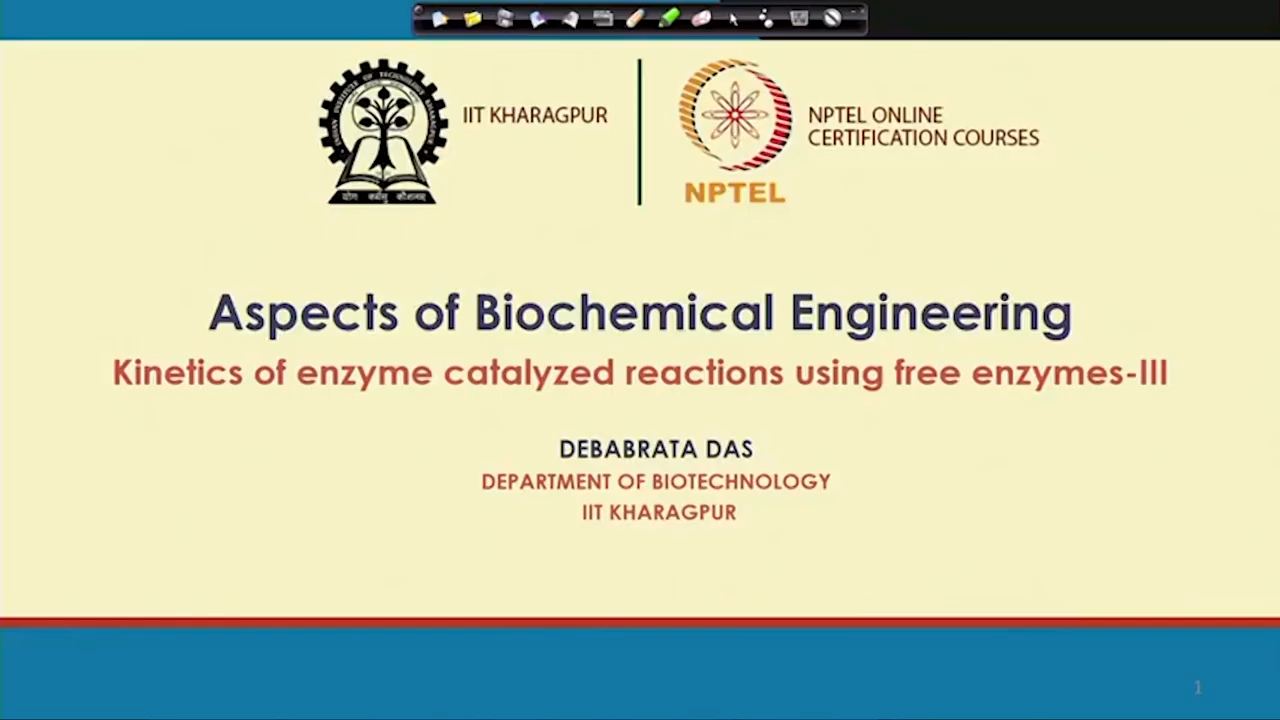 IIT KHARAGPUR
NPTEL ONLINE
CERTIFICATION COURSES
NPTEL
Aspects of Biochemical Engineering
Kinetics of enzyme catalyzed reactions using free enzymes-III
DEBABRATA DAS
DEPARTMENT OF BIOTECHNOLOGY
IIT KHARAGPUR
1